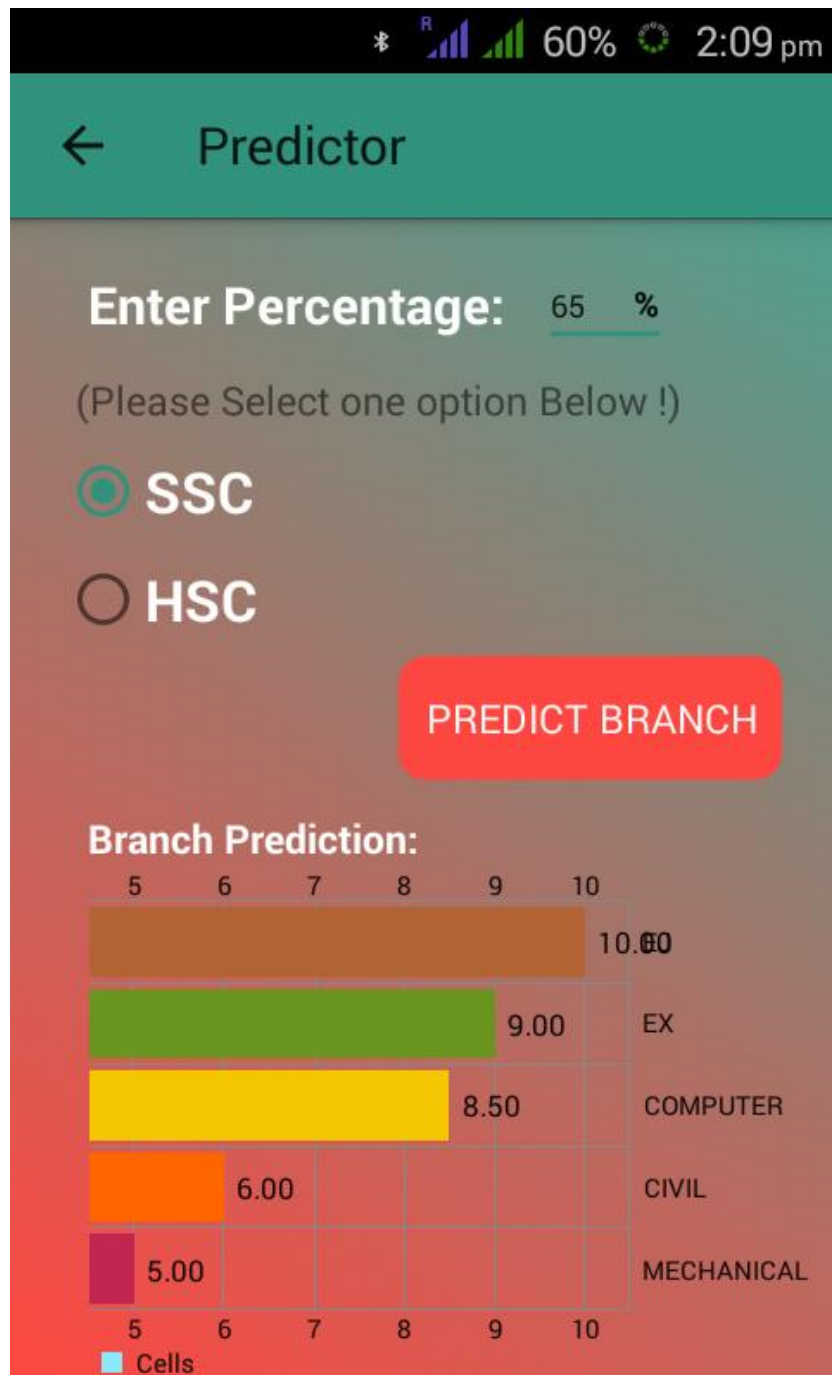 R 60% 2:09 pm
Predictor
Enter Percentage: 65 %
(Please Select one option Below !)
SSC
HSC
PREDICT BRANCH
Branch Prediction:
5 6 7 8 9 10
10.00
9.00 EX
8.50 COMPUTER
6.00 CIVIL
5.00 MECHANICAL
5 6 7 8 9 10
Cells